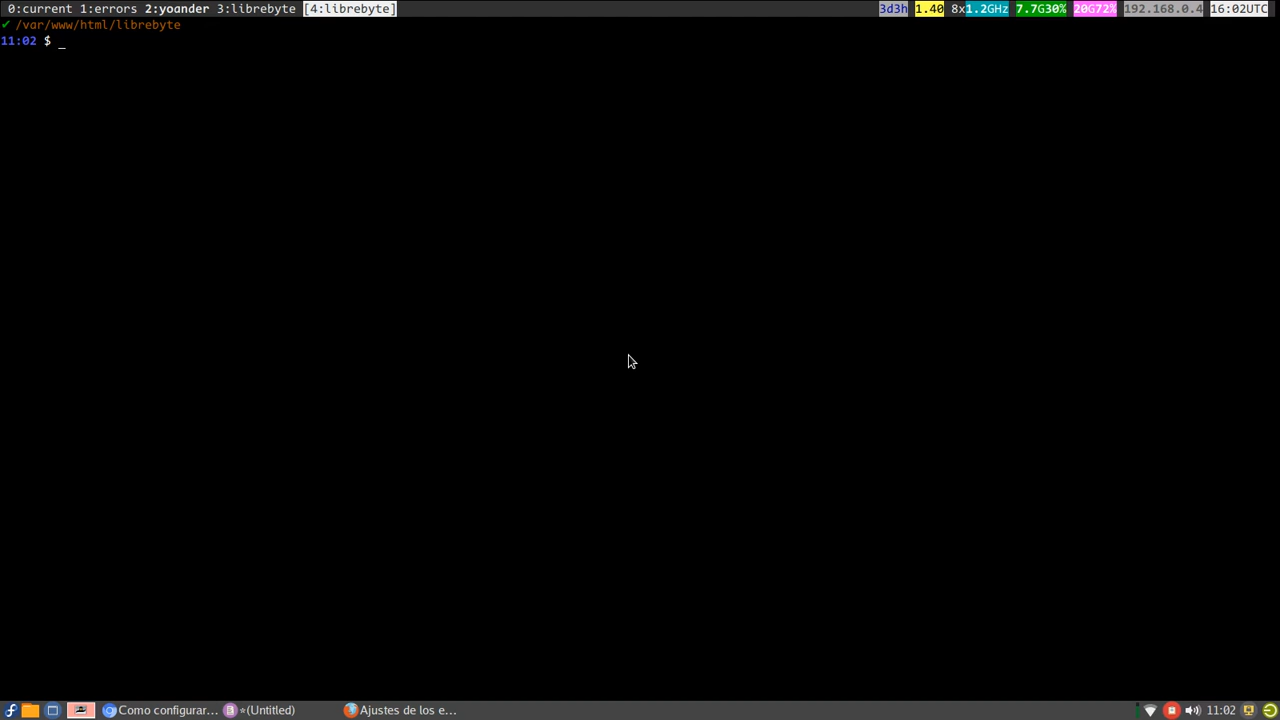 0:current 1:errors 2:yoander 3:librebyte [4:librebyte] 3d3h 1.40 8x1.2GHz 7.7G30% 20G72% 192.168.0.4 16:02UTC
✔ /var/www/html/librebyte
11:02 $ _
Como configurar... *(Untitled) Ajustes de los e... 11:02